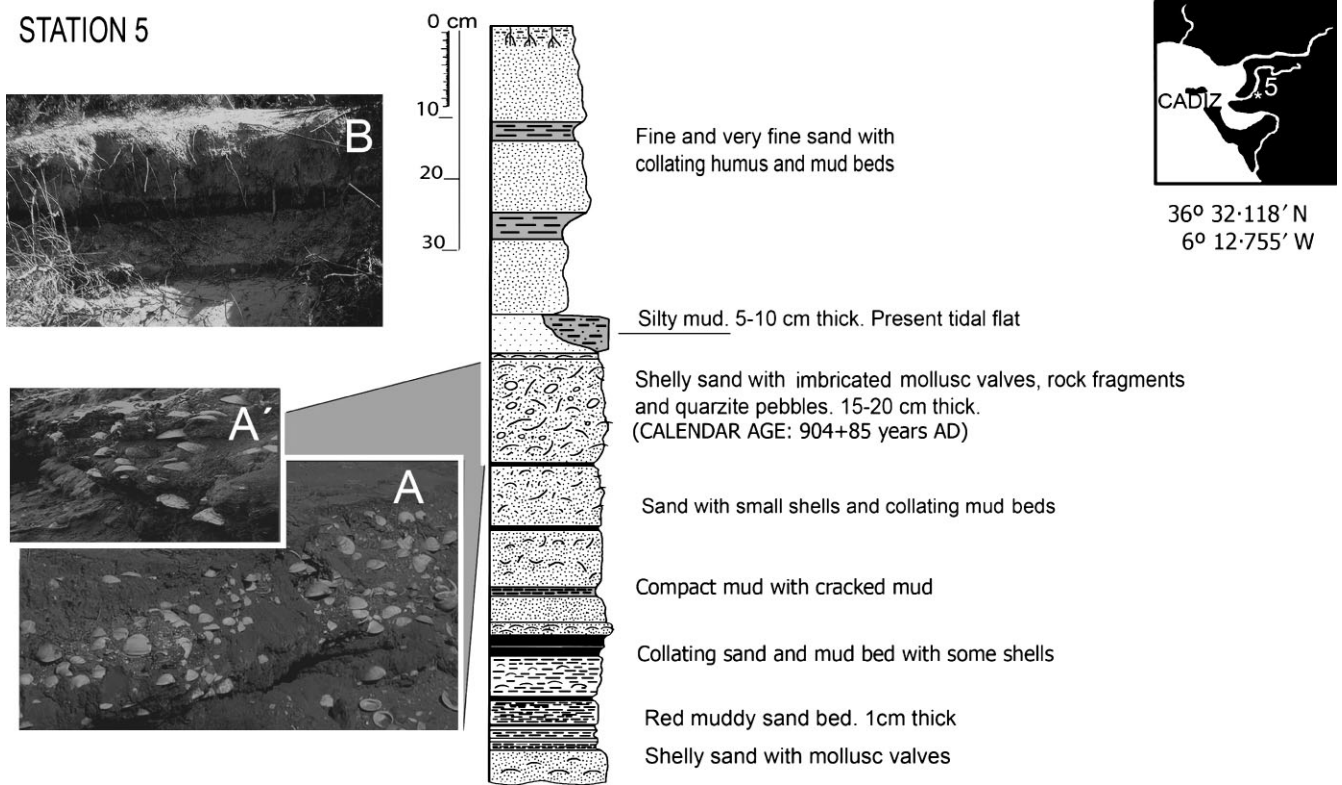 STATION 5
0 cm
10
20
30
B
A´
A
Fine and very fine sand with
collating humus and mud beds
Silty mud. 5-10 cm thick. Present tidal flat
Shelly sand with imbricated mollusc valves, rock fragments
and quarzite pebbles. 15-20 cm thick.
(CALENDAR AGE: 904+85 years AD)
Sand with small shells and collating mud beds
Compact mud with cracked mud
Collating sand and mud bed with some shells
Red muddy sand bed. 1cm thick
Shelly sand with mollusc valves
CADIZ
*5
36º 32·118′ N
6º 12·755′ W